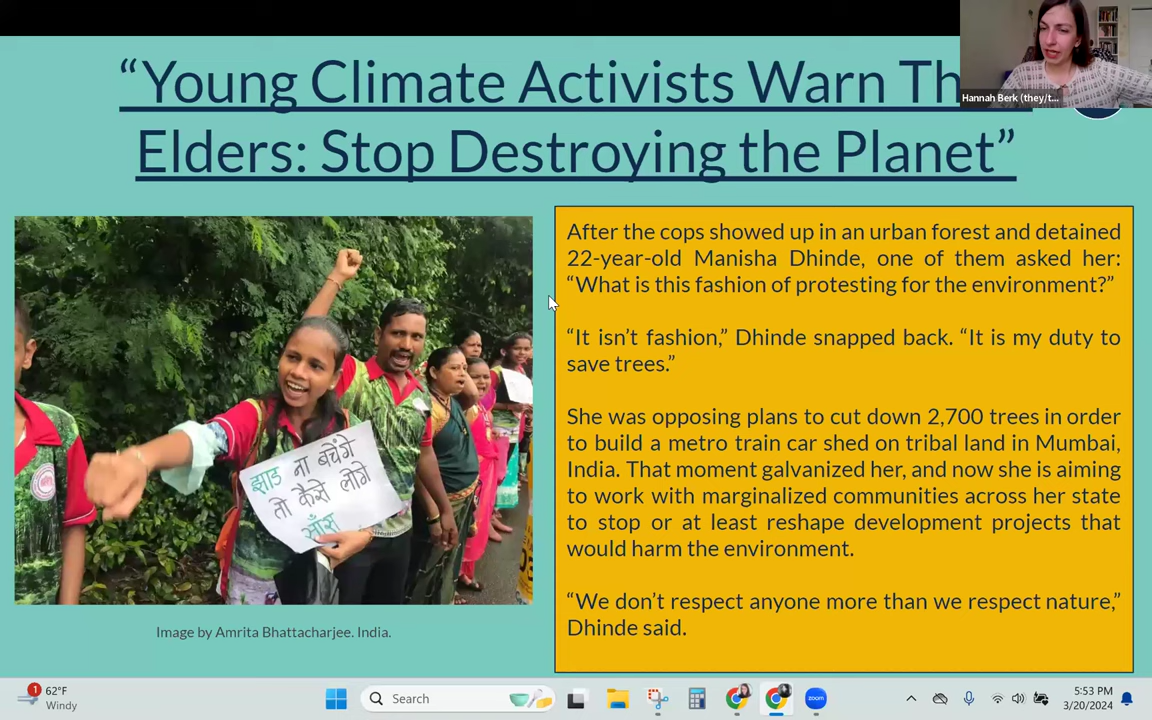 “Young Climate Activists Warn Th
Elders: Stop Destroying the Planet”
Hannah Berk (they/t...
झाड ना बचेंगे
तो कैसे लोगे
साँस
Image by Amrita Bhattacharjee. India.
After the cops showed up in an urban forest and detained
22-year-old Manisha Dhinde, one of them asked her:
“What is this fashion of protesting for the environment?”
“It isn’t fashion,” Dhinde snapped back. “It is my duty to
save trees.”
She was opposing plans to cut down 2,700 trees in order
to build a metro train car shed on tribal land in Mumbai,
India. That moment galvanized her, and now she is aiming
to work with marginalized communities across her state
to stop or at least reshape development projects that
would harm the environment.
“We don’t respect anyone more than we respect nature,”
Dhinde said.
1
62°F
Windy
Search
zoom
5:53 PM
3/20/2024